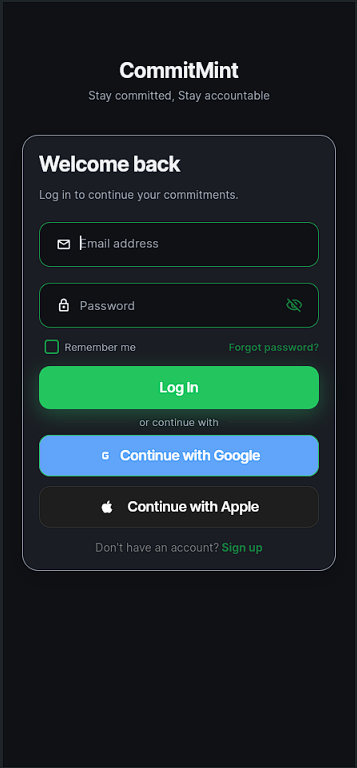 CommitMint
Stay committed, Stay accountable
Welcome back
Log in to continue your commitments.
Email address
Password
Remember me Forgot password?
Log In
or continue with
G Continue with Google
Continue with Apple
Don't have an account? Sign up